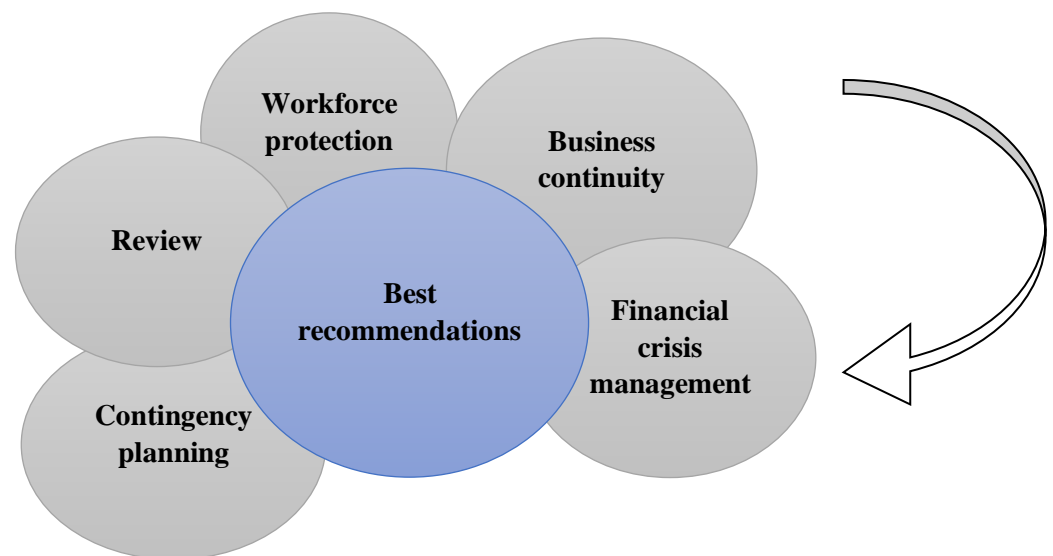 Workforce
protection
Business
continuity
Review
Best
recommendations
Financial
crisis
management
Contingency
planning